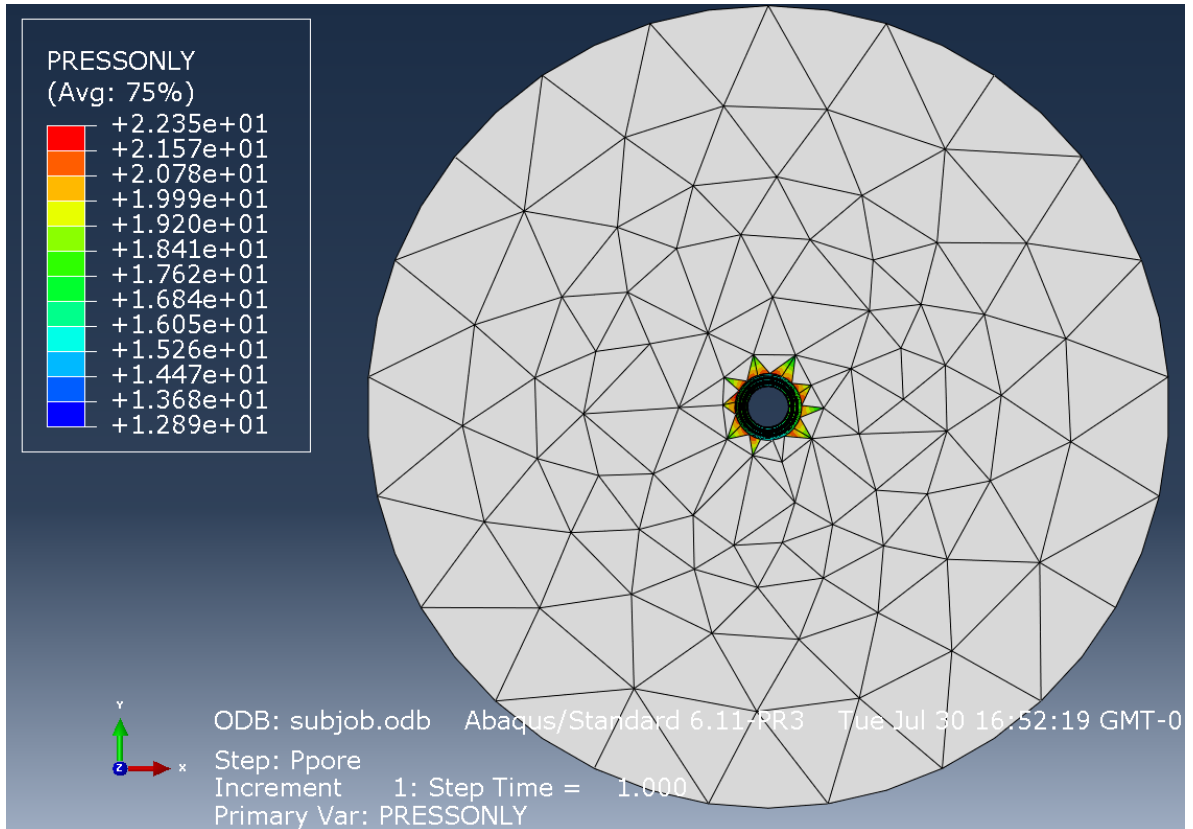 PRESSONLY
(Avg: 75%)
+2.235e+01
+2.157e+01
+2.078e+01
+1.999e+01
+1.920e+01
+1.841e+01
+1.762e+01
+1.684e+01
+1.605e+01
+1.526e+01
+1.447e+01
+1.368e+01
+1.289e+01
Y
Z
X
ODB: subjob.odb Abaqus/Standard 6.11-PR3 Tue Jul 30 16:52:19 GMT-0
Step: Ppore
Increment 1: Step Time = 1.000
Primary Var: PRESSONLY